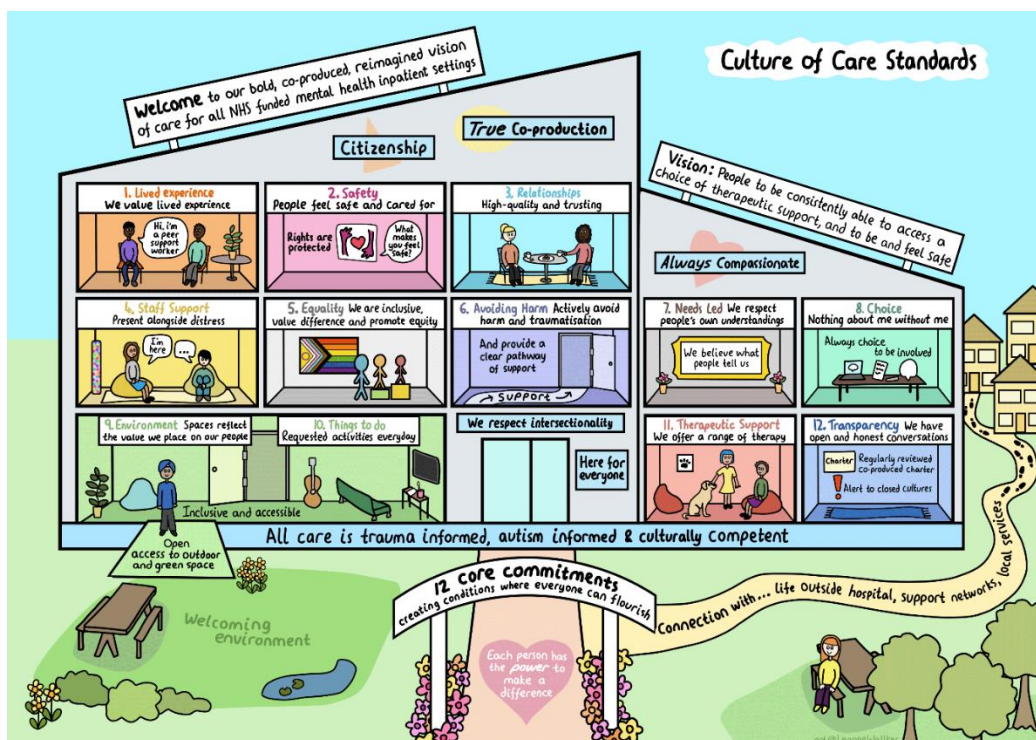 Culture of Care Standards
Welcome to our bold, co-produced, reimagined vision
of care for all NHS funded mental health inpatient settings
Citizenship
True Co-production
Vision: People to be consistently able to access a
choice of therapeutic support, and to be and feel safe
Always Compassionate
1. Lived experience
We value lived experience
Hi, i'm
a peer
support
worker
2. Safety
People feel safe and cared for
Rights are
protected
What
makes
you feel
safe?
3. Relationships
High-quality and trusting
4. Staff Support
Present alongside distress
I'm
here
...
5. Equality We are inclusive,
value difference and promote equity
6. Avoiding Harm Actively avoid
harm and traumatisation
And provide a
clear pathway
of support
Support
7. Needs Led We respect
people's own understandings
We believe what
people tell us
8. Choice
Nothing about me without me
Always choice
to be involved
9. Environment Spaces reflect
the value we place on our people
10. Things to do
Requested activities everyday
Inclusive and accessible
We respect intersectionality
Here for
everyone
11. Therapeutic Support
We offer a range of therapy
12. Transparency We have
open and honest conversations
Charter
Regularly reviewed
co-produced charter
! Alert to closed cultures
All care is trauma informed, autism informed & culturally competent
Open
access to outdoor
and green space
12 core commitments
creating conditions where everyone can flourish
Connection with... life outside hospital, support networks, local services
Welcoming
environment
Each person has
the power to
make a
difference